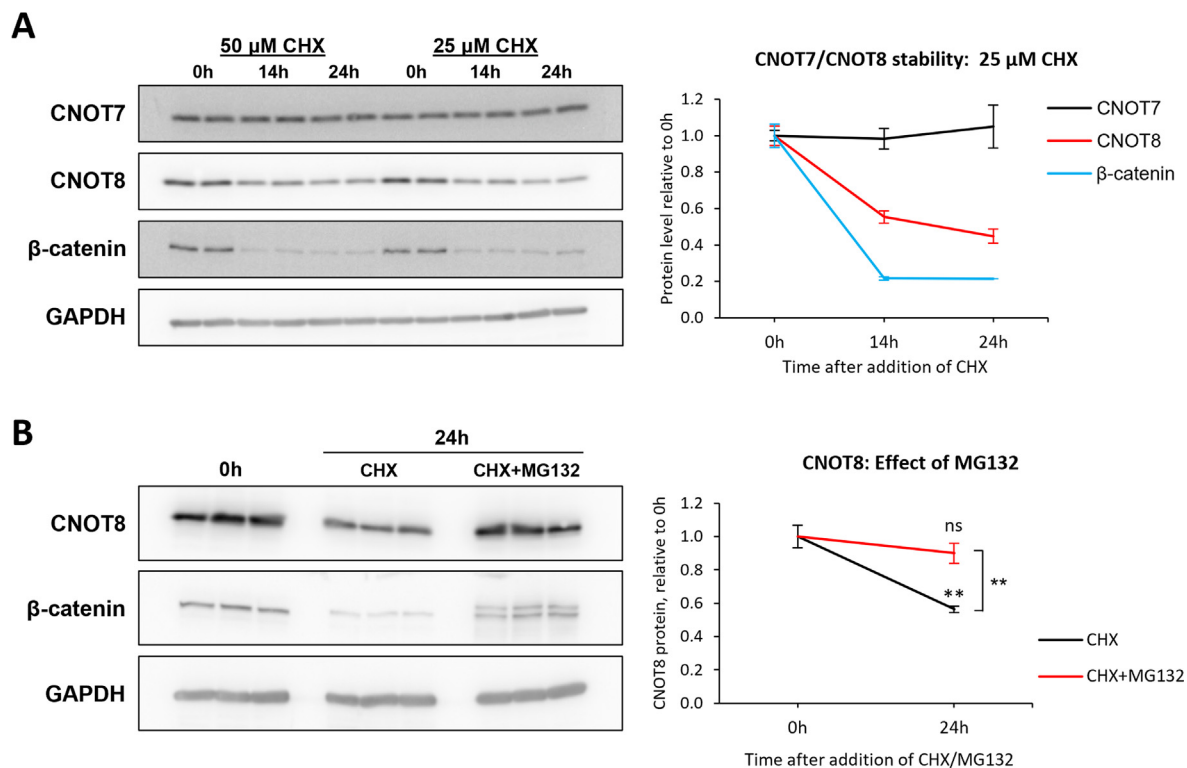 A
50 µM CHX 25 µM CHX
0h 14h 24h 0h 14h 24h
CNOT7
CNOT8
β-catenin
GAPDH
CNOT7/CNOT8 stability: 25 µM CHX
Protein level relative to 0h
1.2
1.0
0.8
0.6
0.4
0.2
0.0
0h 14h 24h
Time after addition of CHX
CNOT7
CNOT8
β-catenin
B
24h
0h CHX CHX+MG132
CNOT8
β-catenin
GAPDH
CNOT8: Effect of MG132
CNOT8 protein, relative to 0h
1.2
1.0
0.8
0.6
0.4
0.2
0.0
ns
**
**
0h 24h
Time after addition of CHX/MG132
CHX
CHX+MG132